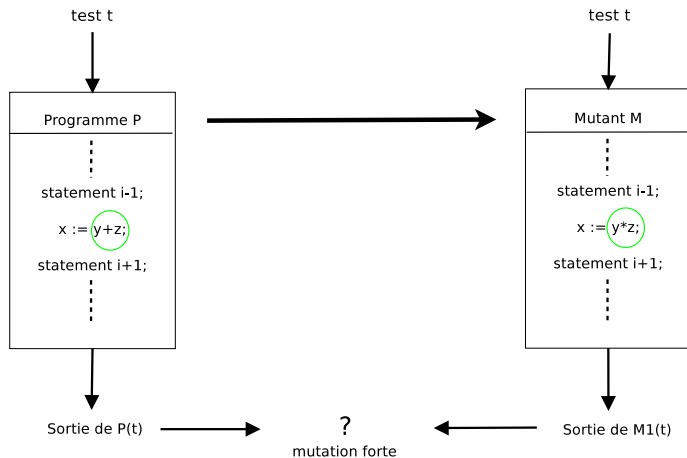 test t
Programme P
statement i-1;
x := y+z;
statement i+1;
Sortie de P(t)
?
mutation forte
test t
Mutant M
statement i-1;
x := y*z;
statement i+1;
Sortie de M1(t)